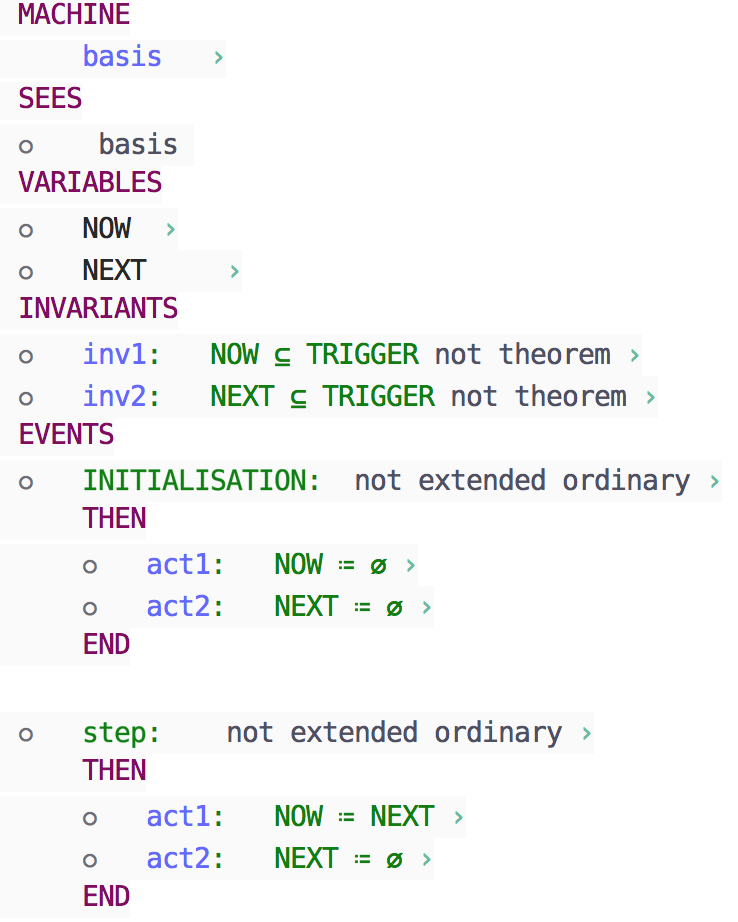 MACHINE
basis ›
SEES
○ basis
VARIABLES
○ NOW ›
○ NEXT ›
INVARIANTS
○ inv1: NOW ⊆ TRIGGER not theorem ›
○ inv2: NEXT ⊆ TRIGGER not theorem ›
EVENTS
○ INITIALISATION: not extended ordinary ›
THEN
○ act1: NOW ≔ ∅ ›
○ act2: NEXT ≔ ∅ ›
END
○ step: not extended ordinary ›
THEN
○ act1: NOW ≔ NEXT ›
○ act2: NEXT ≔ ∅ ›
END